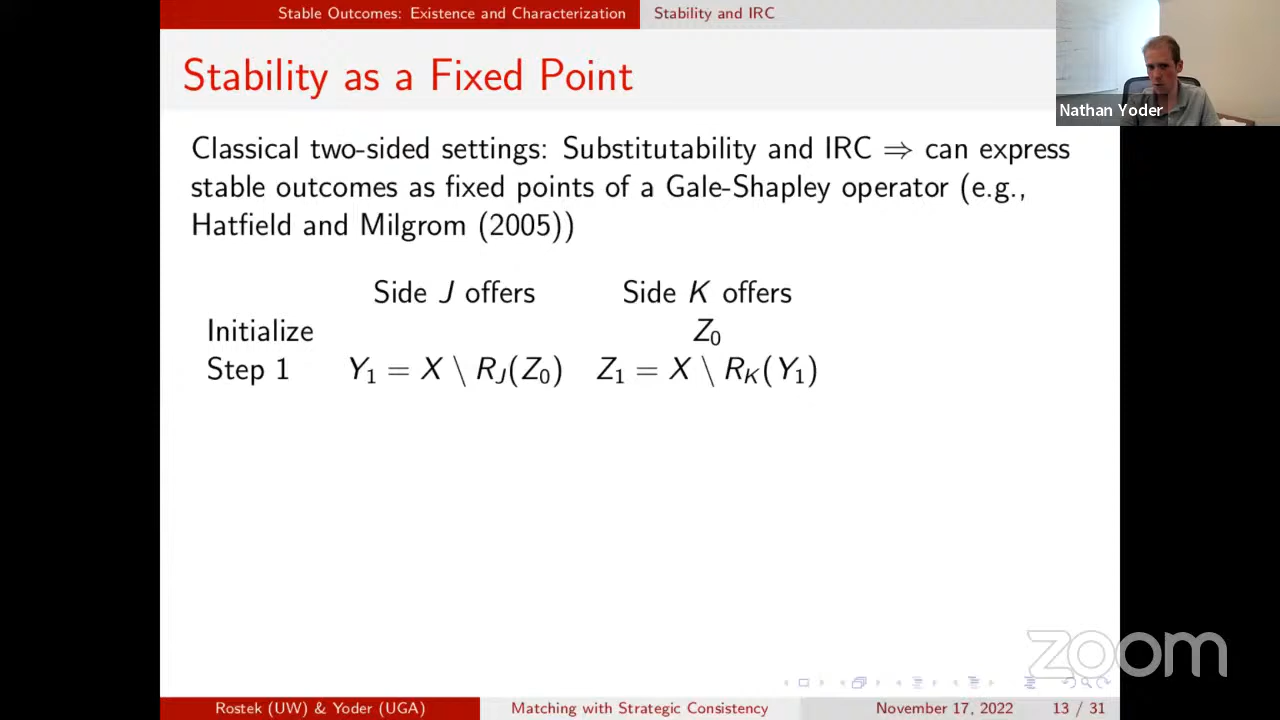 Stable Outcomes: Existence and Characterization Stability and IRC
Stability as a Fixed Point
Nathan Yoder
Classical two-sided settings: Substitutability and IRC ⇒ can express
stable outcomes as fixed points of a Gale-Shapley operator (e.g.,
Hatfield and Milgrom (2005))
Side J offers Side K offers
Initialize Z₀
Step 1 Y₁ = X \ R_J(Z₀) Z₁ = X \ R_K(Y₁)
zoom
Rostek (UW) & Yoder (UGA) Matching with Strategic Consistency November 17, 2022 13 / 31